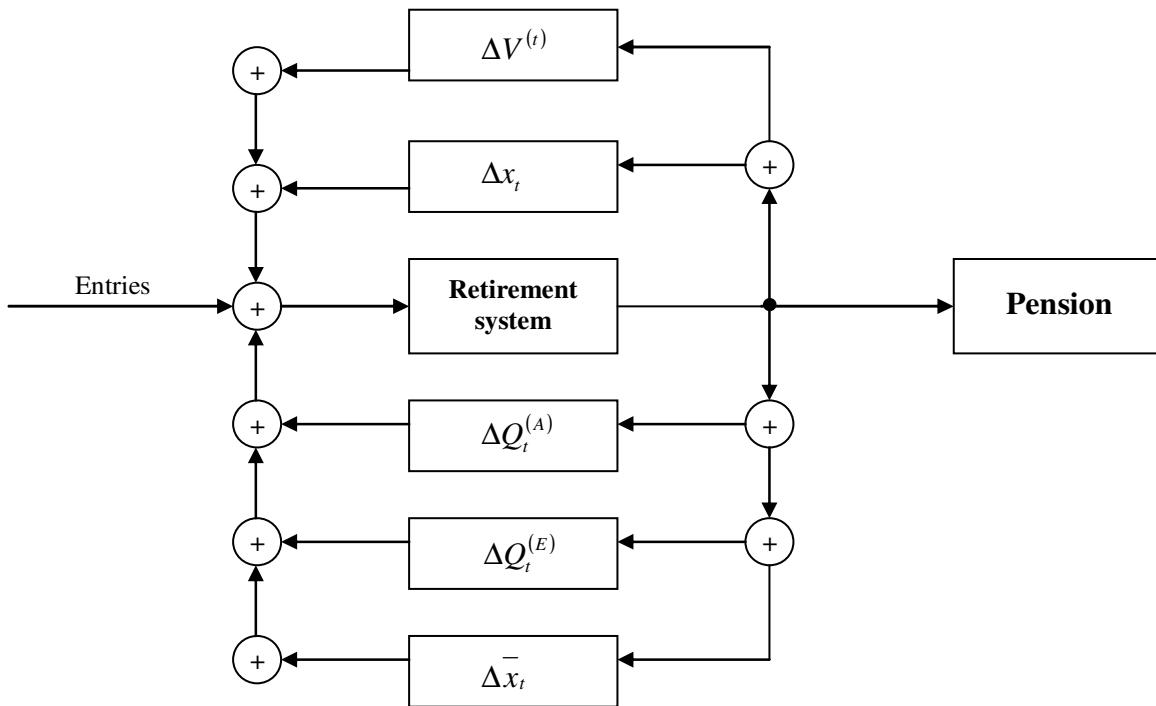 ΔV^(t)
+
+
Δx_t
+
Entries
+
Retirement
system
Pension
+
ΔQ_t^(A)
+
+
ΔQ_t^(E)
+
+
Δx̄_t